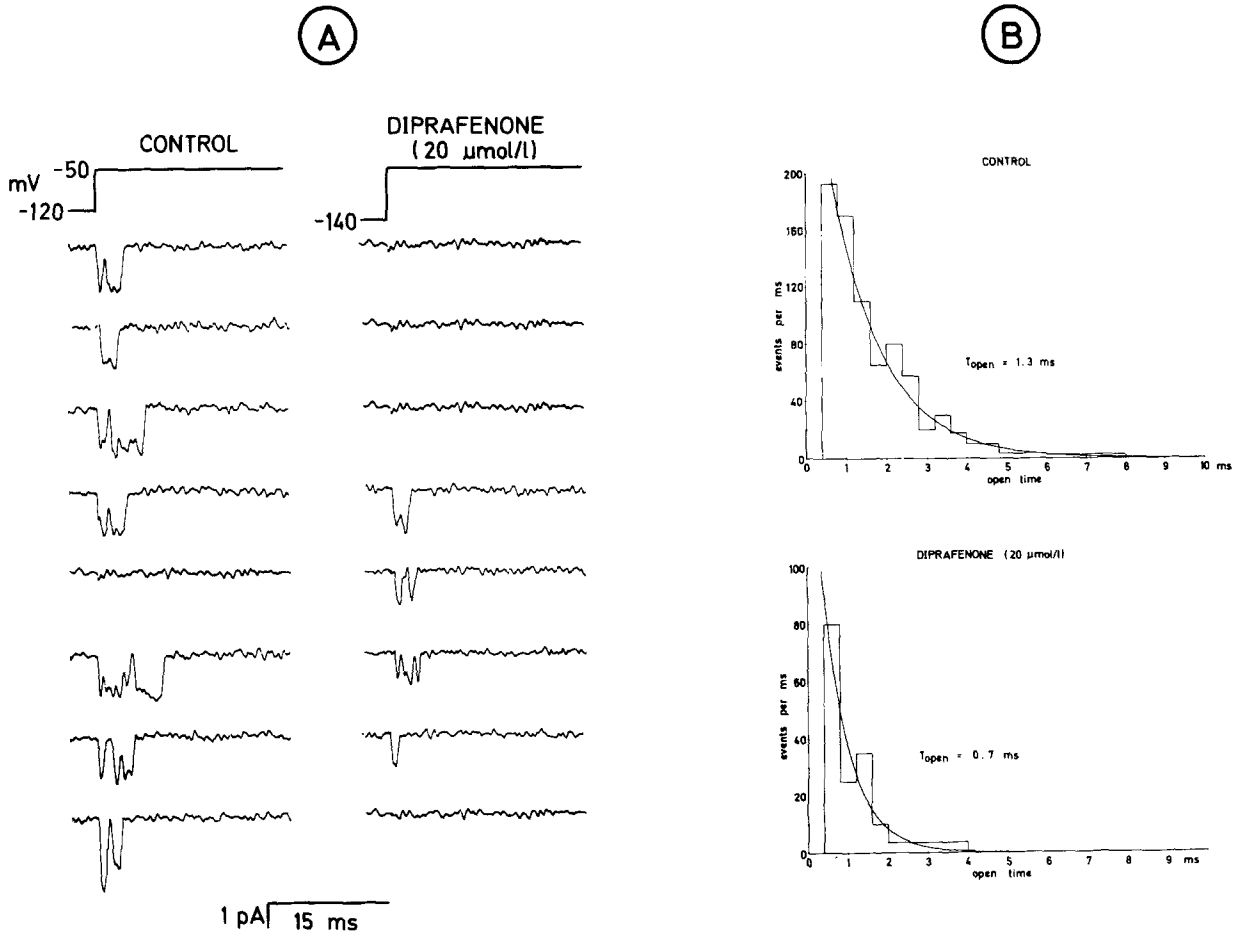 A
B
CONTROL
DIPRAFENONE
(20 µmol/l)
mV
-50
-120
-140
1 pA
15 ms
CONTROL
200
160
120
80
40
0
events per ms
Topen = 1.3 ms
0 1 2 3 4 5 6 7 8 9 10 ms
open time
DIPRAFENONE (20 µmol/l)
100
80
60
40
20
0
events per ms
Topen = 0.7 ms
0 1 2 3 4 5 6 7 8 9 ms
open time